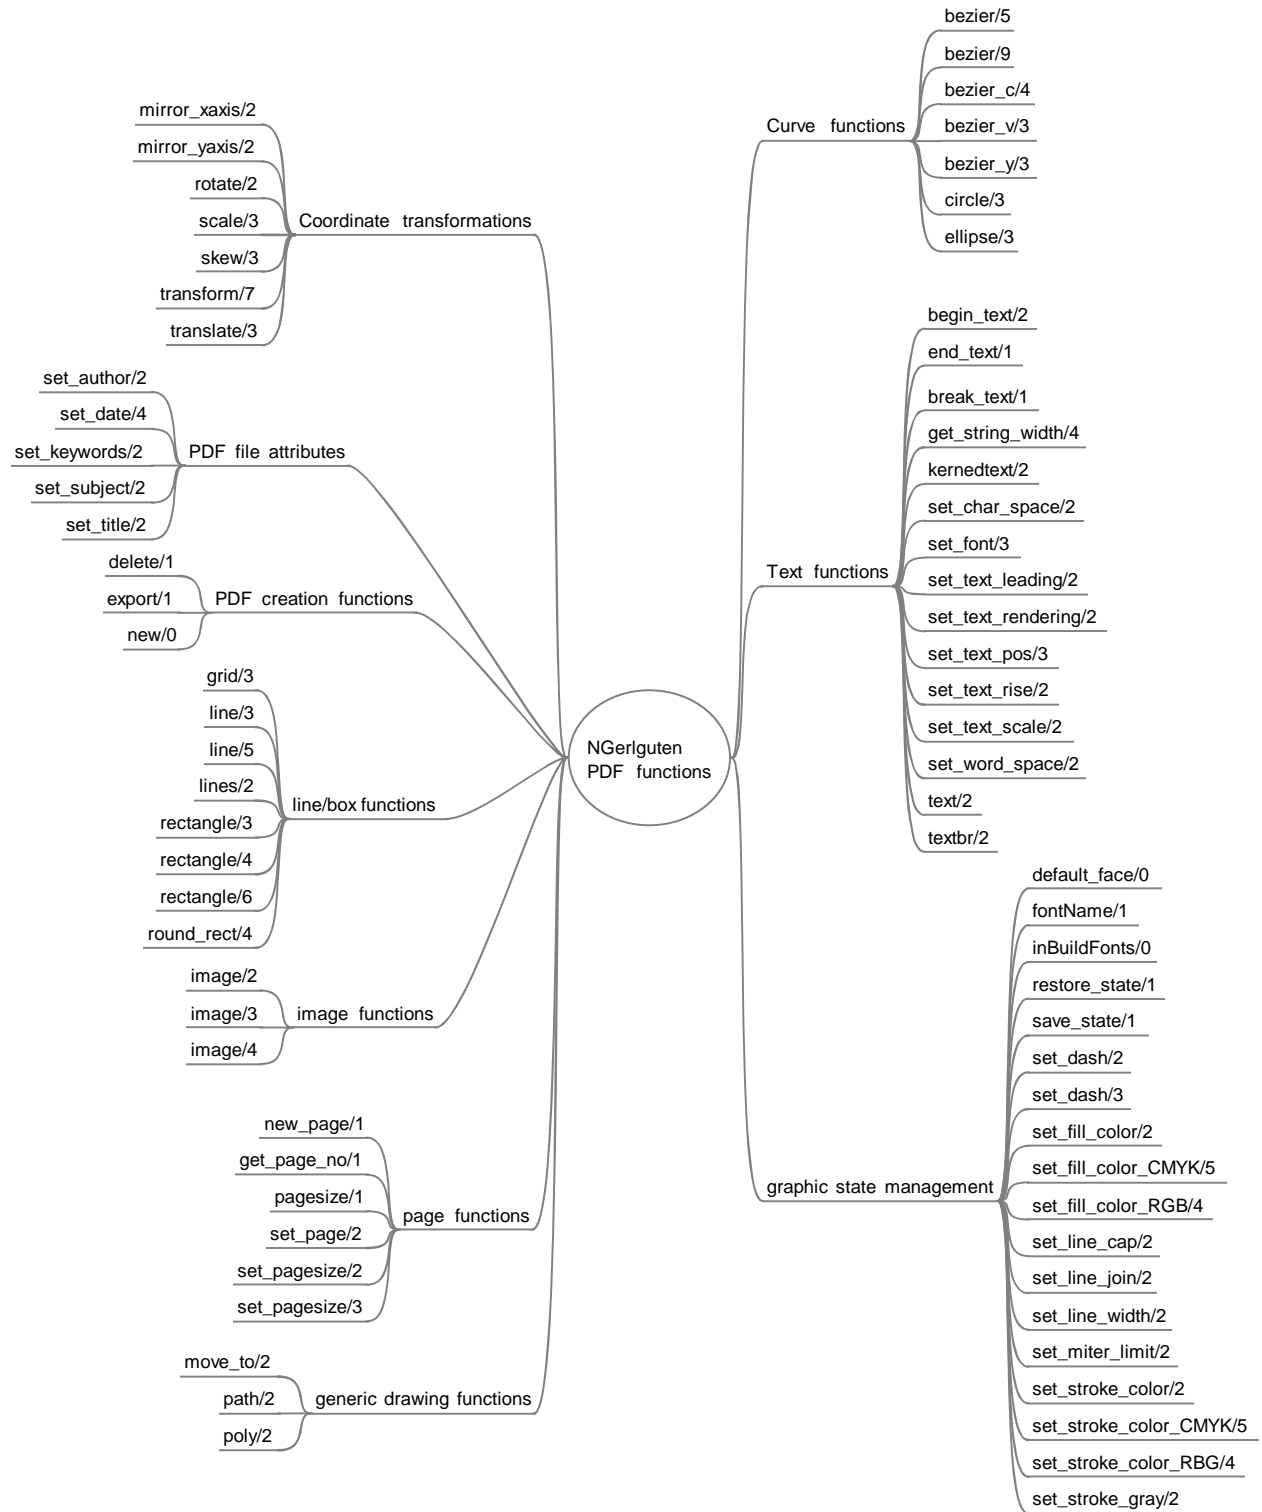 NGerlguten
PDF functions
Coordinate transformations
mirror_xaxis/2
mirror_yaxis/2
rotate/2
scale/3
skew/3
transform/7
translate/3
PDF file attributes
set_author/2
set_date/4
set_keywords/2
set_subject/2
set_title/2
PDF creation functions
delete/1
export/1
new/0
line/box functions
grid/3
line/3
line/5
lines/2
rectangle/3
rectangle/4
rectangle/6
round_rect/4
image functions
image/2
image/3
image/4
page functions
new_page/1
get_page_no/1
pagesize/1
set_page/2
set_pagesize/2
set_pagesize/3
generic drawing functions
move_to/2
path/2
poly/2
Curve functions
bezier/5
bezier/9
bezier_c/4
bezier_v/3
bezier_y/3
circle/3
ellipse/3
Text functions
begin_text/2
end_text/1
break_text/1
get_string_width/4
kernedtext/2
set_char_space/2
set_font/3
set_text_leading/2
set_text_rendering/2
set_text_pos/3
set_text_rise/2
set_text_scale/2
set_word_space/2
text/2
textbr/2
graphic state management
default_face/0
fontName/1
inBuildFonts/0
restore_state/1
save_state/1
set_dash/2
set_dash/3
set_fill_color/2
set_fill_color_CMYK/5
set_fill_color_RGB/4
set_line_cap/2
set_line_join/2
set_line_width/2
set_miter_limit/2
set_stroke_color/2
set_stroke_color_CMYK/5
set_stroke_color_RBG/4
set_stroke_gray/2